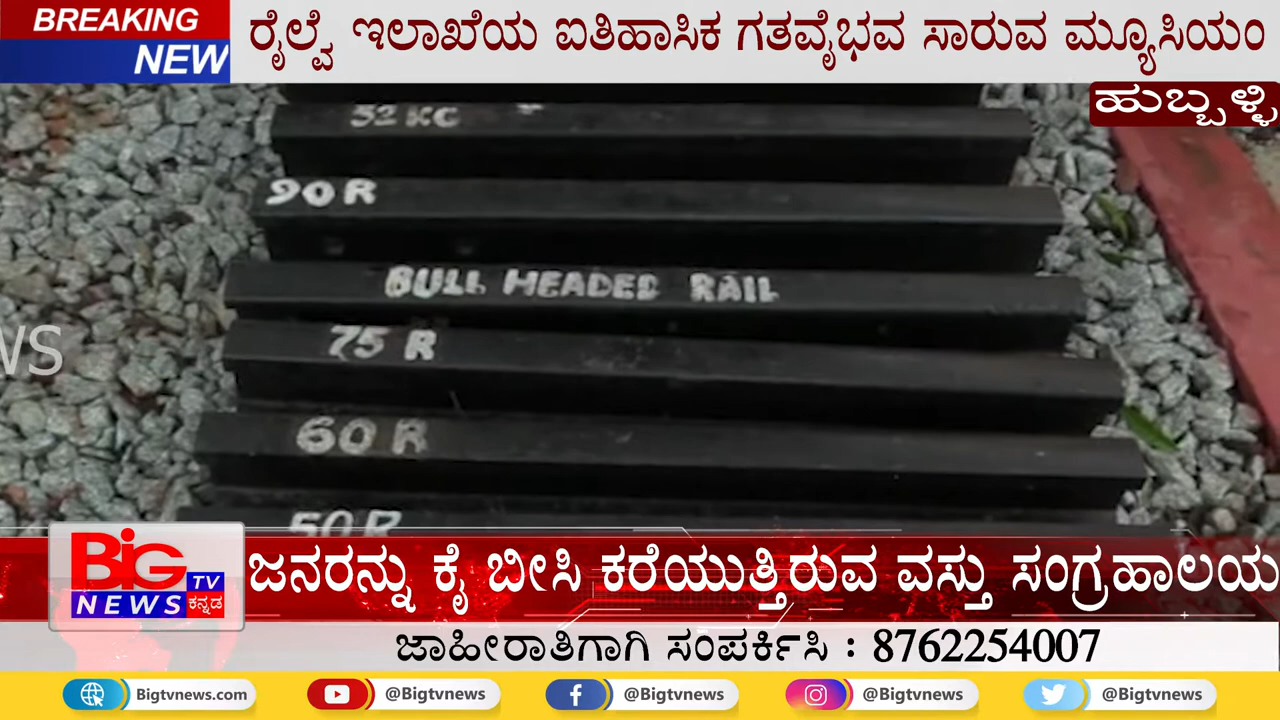 BREAKING
NEW
ರೈಲ್ವೆ ಇಲಾಖೆಯ ಐತಿಹಾಸಿಕ ಗತವೈಭವ ಸಾರುವ ಮ್ಯೂಸಿಯಂ
ಹುಬ್ಬಳ್ಳಿ
52 KG
90 R
BULL HEADED RAIL
75 R
WS
60 R
50 R
BiG
TV
NEWS
ಕನ್ನಡ
ಜನರನ್ನು ಕೈ ಬೀಸಿ ಕರೆಯುತ್ತಿರುವ ವಸ್ತು ಸಂಗ್ರಹಾಲಯ
ಜಾಹೀರಾತಿಗಾಗಿ ಸಂಪರ್ಕಿಸಿ : 8762254007
Bigtvnews.com
@Bigtvnews
@Bigtvnews
@Bigtvnews
@Bigtvnews